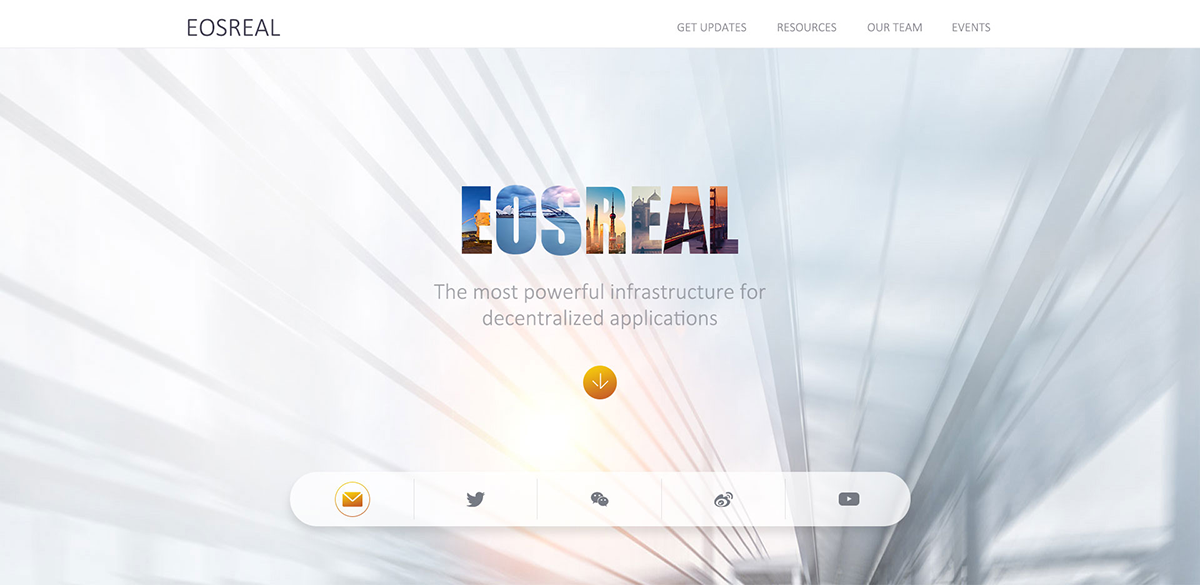 EOSREAL
GET UPDATES
RESOURCES
OUR TEAM
EVENTS
EOSREAL
The most powerful infrastructure for
decentralized applications